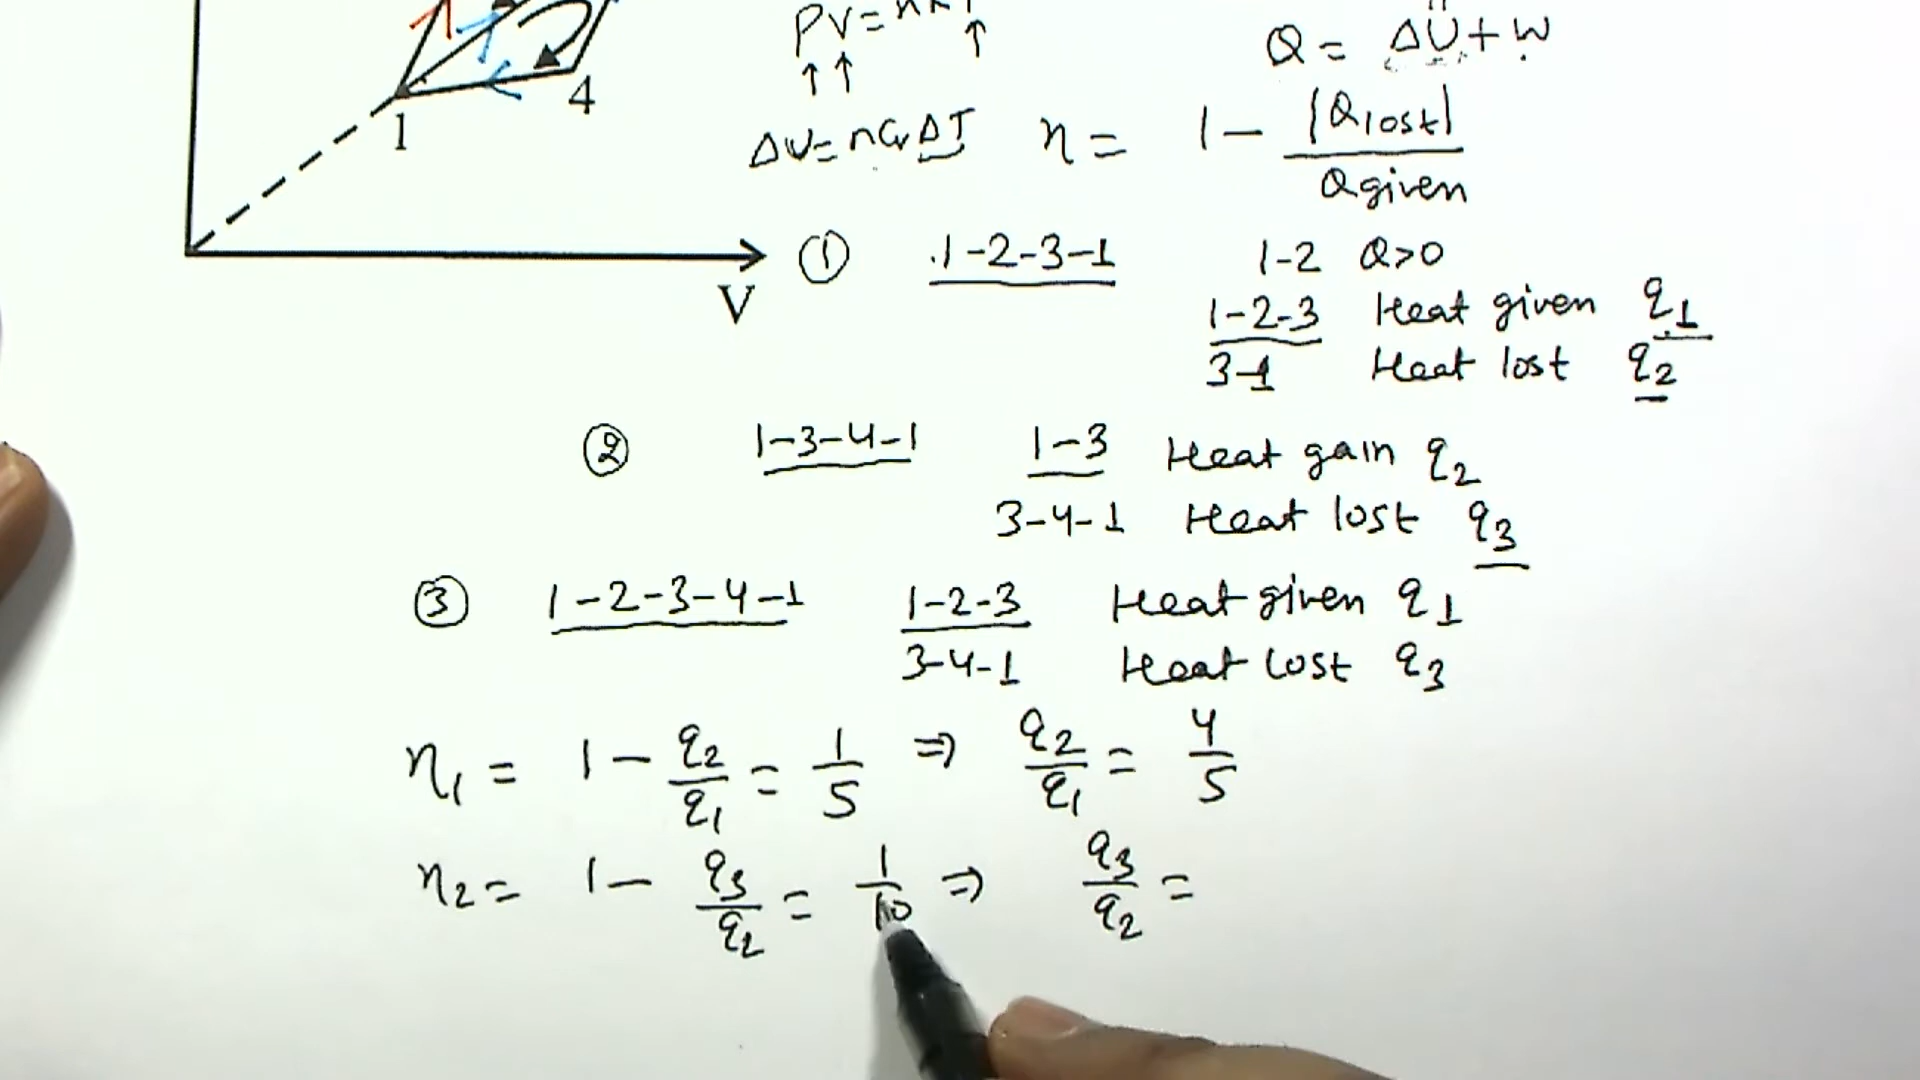 PV=nRT
↑ ↑ ↑
Q = ΔU+W
4
1
ΔU=nCvΔT
η = 1 - |Qlost| / Qgiven
V
① 1-2-3-1
1-2 Q>0
1-2-3 Heat given q1
3-1 Heat lost q2
② 1-3-4-1
1-3 Heat gain q2
3-4-1 Heat lost q3
③ 1-2-3-4-1
1-2-3 Heat given q1
3-4-1 Heat lost q3
η1 = 1 - q2/q1 = 1/5 ⇒ q2/q1 = 4/5
η2 = 1 - q3/q2 = 1/10 ⇒ q3/q2 =